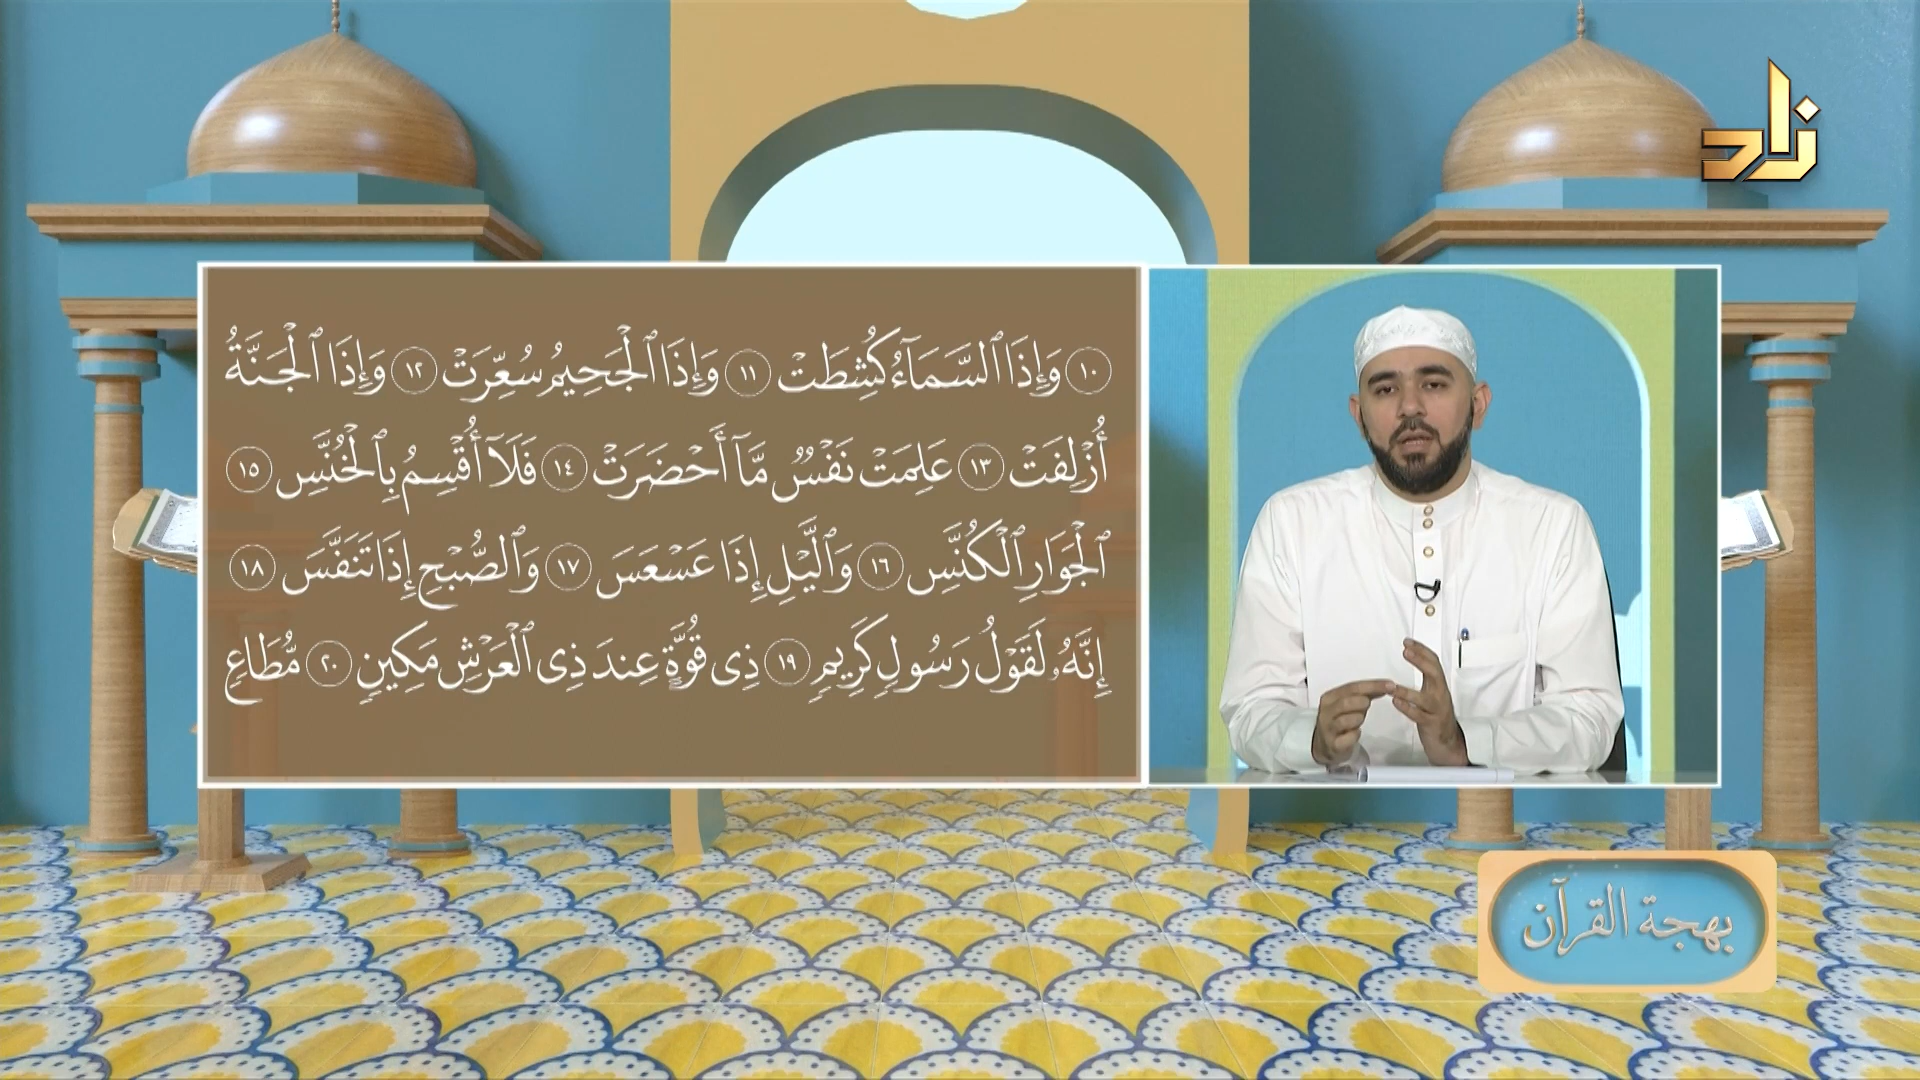 زاد
١٠ وَإِذَا ٱلسَّمَآءُ كُشِطَتْ ١١ وَإِذَا ٱلْجَحِيمُ سُعِّرَتْ ١٢ وَإِذَا ٱلْجَنَّةُ
أُزْلِفَتْ ١٣ عَلِمَتْ نَفْسٌ مَّآ أَحْضَرَتْ ١٤ فَلَآ أُقْسِمُ بِٱلْخُنَّسِ ١٥
ٱلْجَوَارِ ٱلْكُنَّسِ ١٦ وَٱلَّيْلِ إِذَا عَسْعَسَ ١٧ وَٱلصُّبْحِ إِذَا تَنَفَّسَ ١٨
إِنَّهُۥ لَقَوْلُ رَسُولٍ كَرِيمٍ ١٩ ذِى قُوَّةٍ عِندَ ذِى ٱلْعَرْشِ مَكِينٍ ٢٠ مُّطَاعٍ
بهجة القرآن